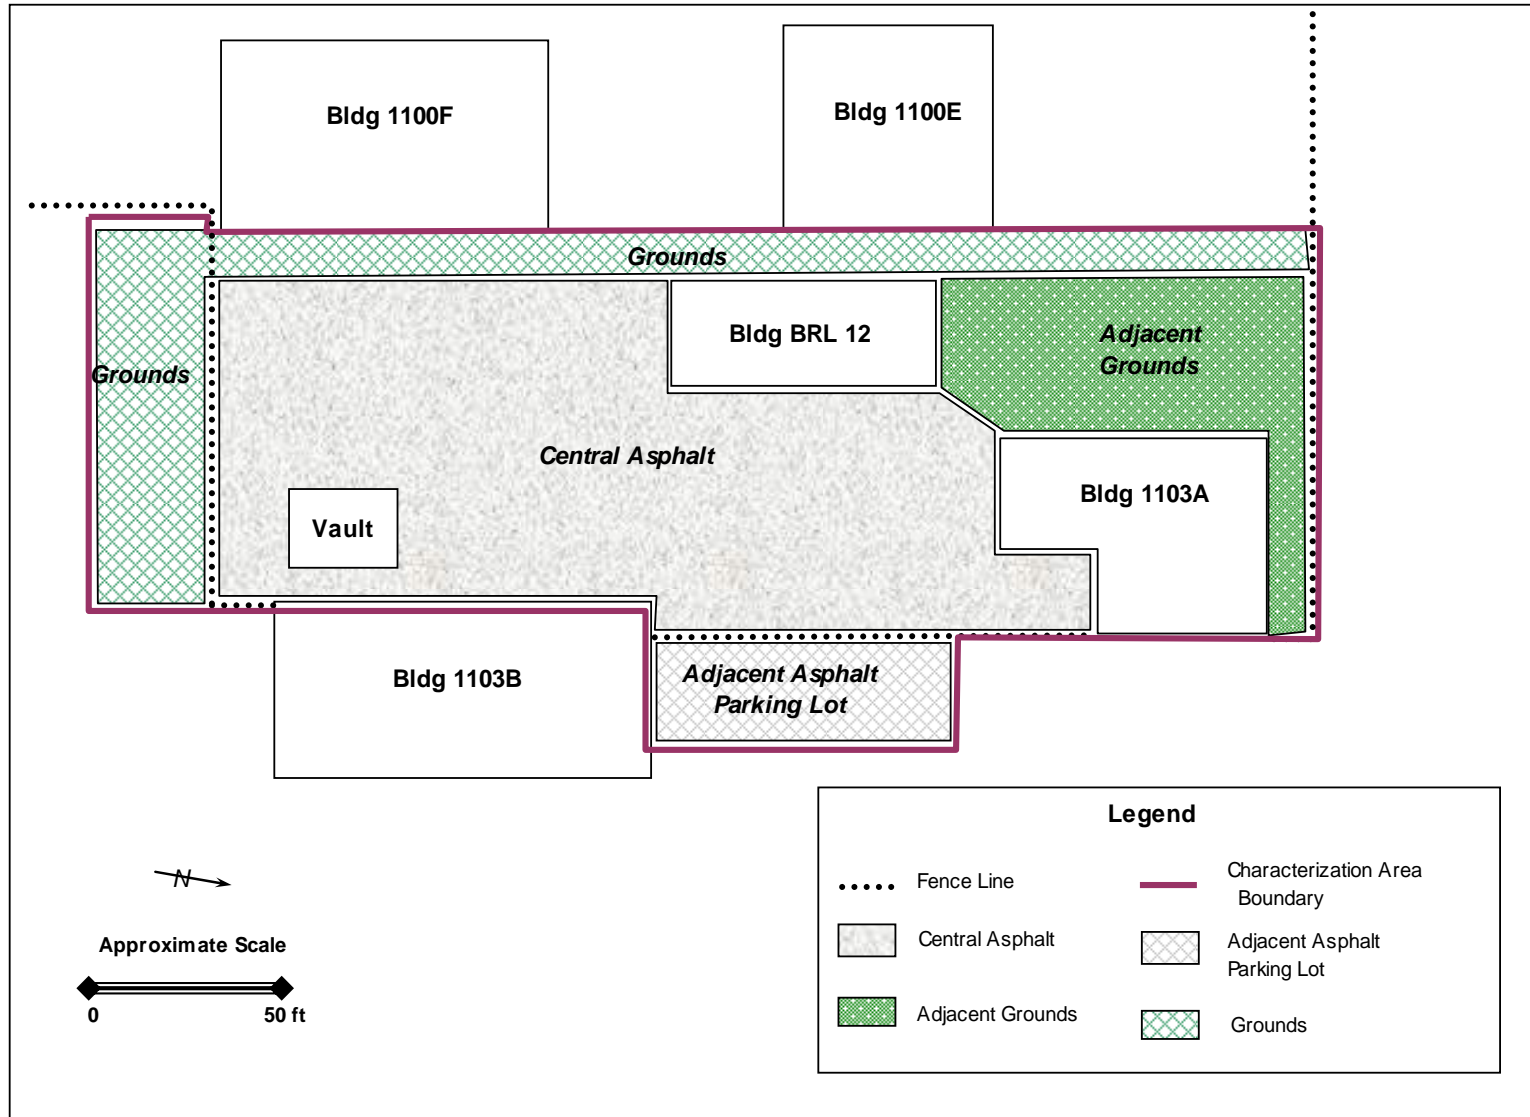 Bldg 1100F
Bldg 1100E
Grounds
Bldg BRL 12
Adjacent
Grounds
Grounds
Central Asphalt
Bldg 1103A
Vault
Bldg 1103B
Adjacent Asphalt
Parking Lot
Legend
Fence Line
Characterization Area
Boundary
Central Asphalt
Adjacent Asphalt
Parking Lot
Adjacent Grounds
Grounds
N
Approximate Scale
0 50 ft